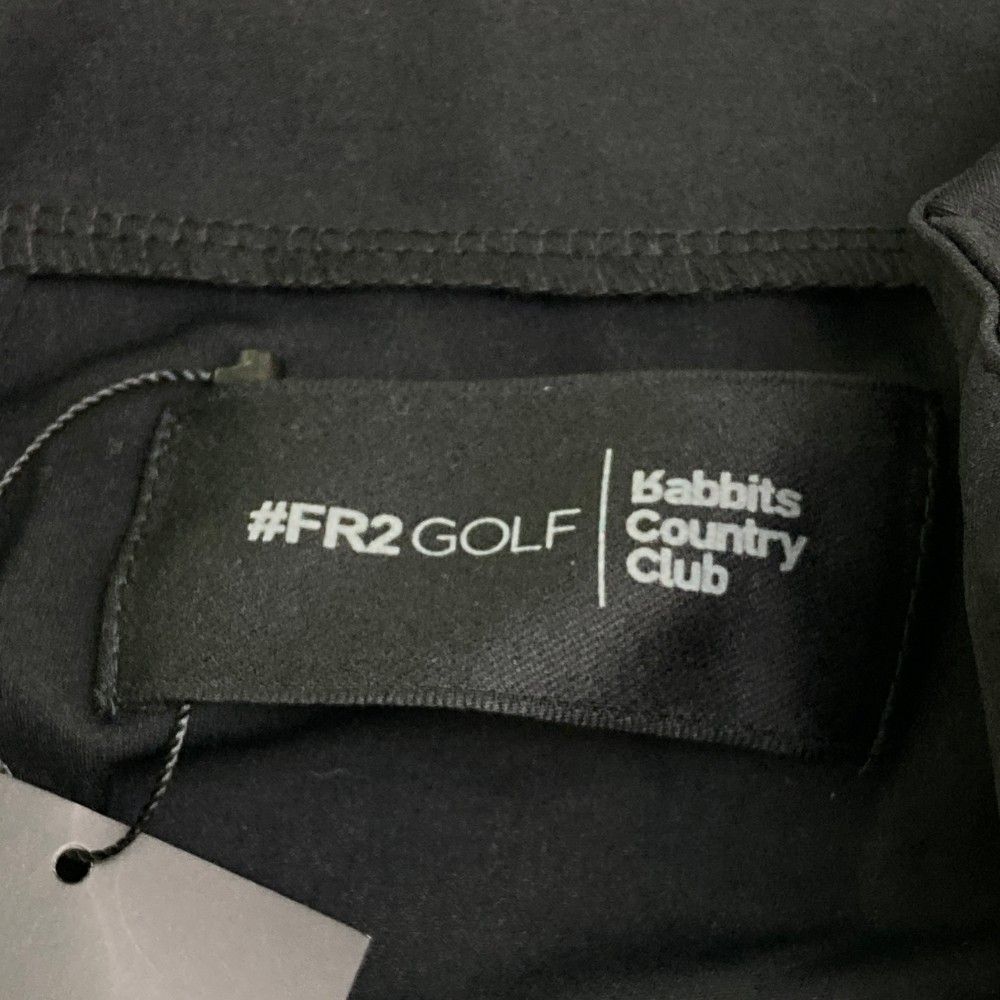 #FR2GOLF
Rabbits
Country
Club